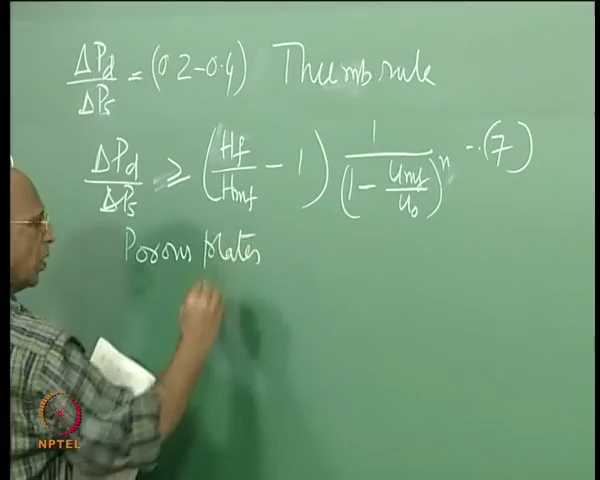 ΔPd/ΔPs = (0.2-0.4) Thumb rule
ΔPd/ΔPs ≥ (Hf/Hmf - 1) 1/(1 - Umf/Uo)^n --(7)
Porous plates
NPTEL